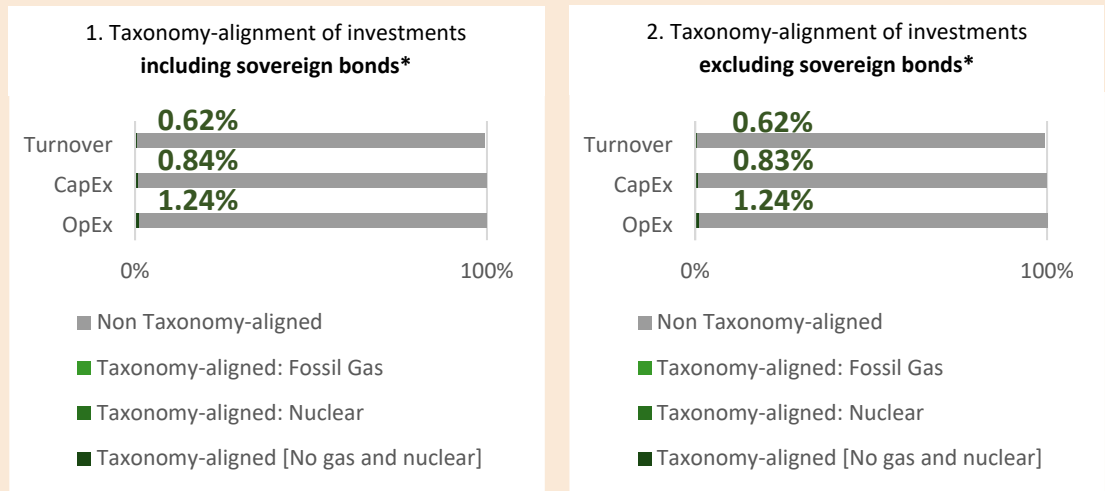 1. Taxonomy-alignment of investments
including sovereign bonds*
0.62%
Turnover
0.84%
CapEx
1.24%
OpEx
0%
100%
Non Taxonomy-aligned
Taxonomy-aligned: Fossil Gas
Taxonomy-aligned: Nuclear
Taxonomy-aligned [No gas and nuclear]
2. Taxonomy-alignment of investments
excluding sovereign bonds*
0.62%
Turnover
0.83%
CapEx
1.24%
OpEx
0%
100%
Non Taxonomy-aligned
Taxonomy-aligned: Fossil Gas
Taxonomy-aligned: Nuclear
Taxonomy-aligned [No gas and nuclear]